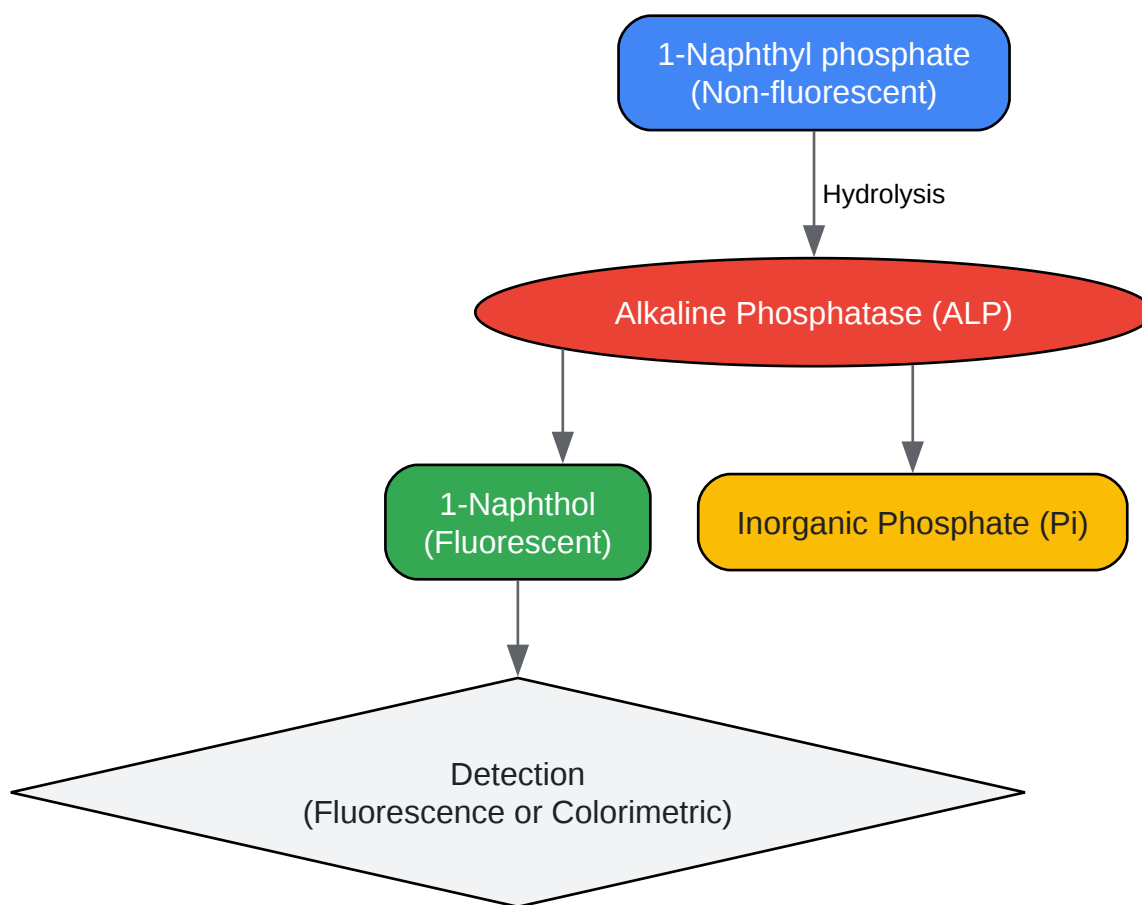 1-Naphthyl phosphate
(Non-fluorescent)
Hydrolysis
Alkaline Phosphatase (ALP)
1-Naphthol
(Fluorescent)
Inorganic Phosphate (Pi)
Detection
(Fluorescence or Colorimetric)